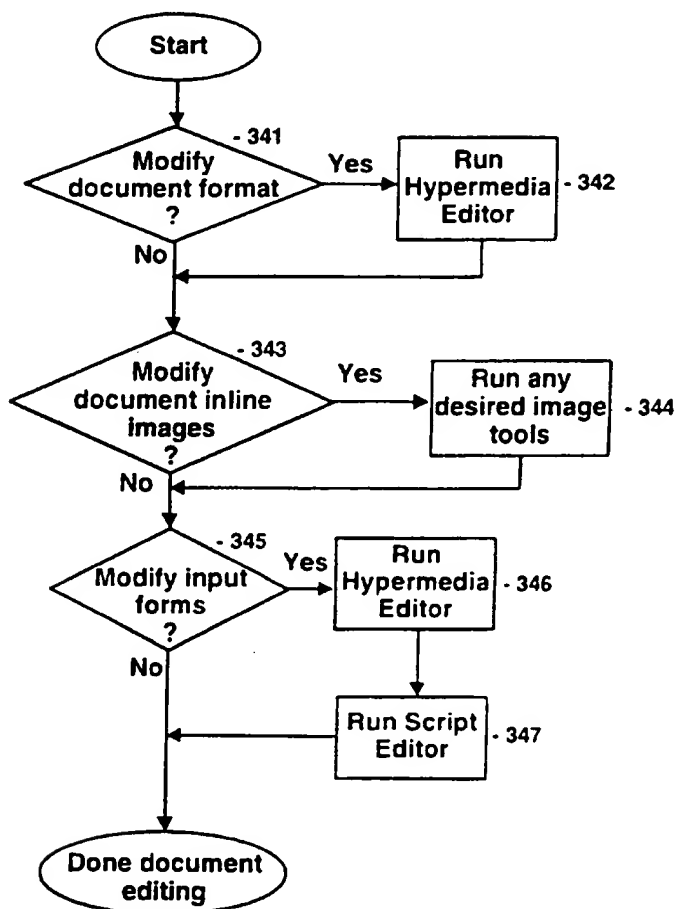 Start
- 341
Modify
document format
?
Yes
Run
Hypermedia
Editor
- 342
No
- 343
Modify
document inline
images
?
Yes
Run any
desired image
tools
- 344
No
- 345
Modify input
forms
?
Yes
Run
Hypermedia
Editor
- 346
No
Run Script
Editor
- 347
Done document
editing